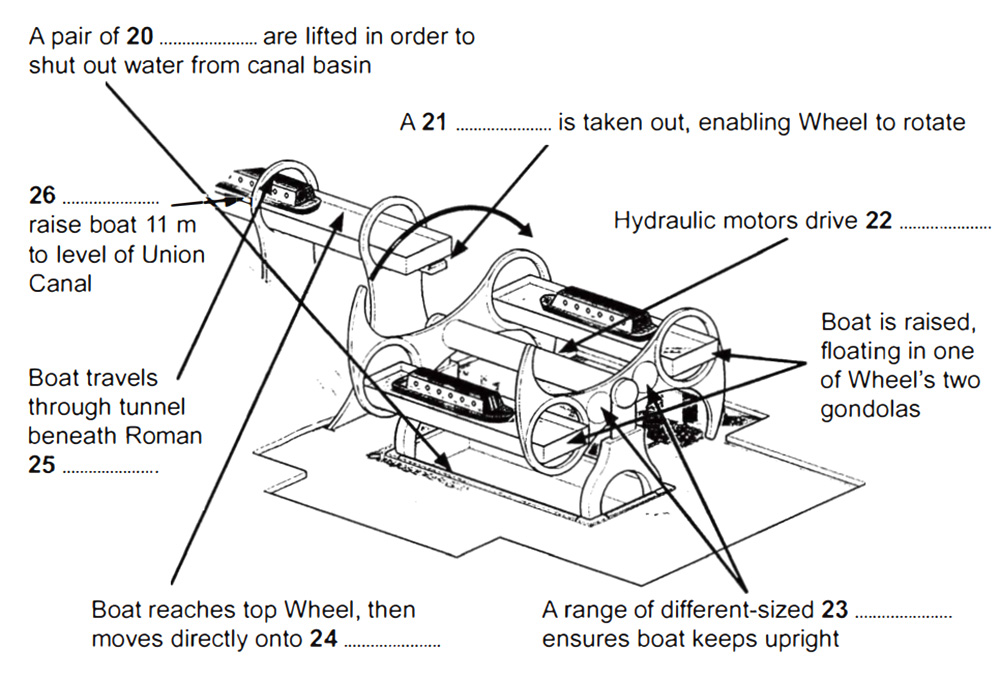 A pair of 20 ..................... are lifted in order to
shut out water from canal basin
A 21 ..................... is taken out, enabling Wheel to rotate
26 .....................
raise boat 11 m
to level of Union
Canal
Hydraulic motors drive 22 .....................
Boat is raised,
floating in one
of Wheel's two
gondolas
Boat travels
through tunnel
beneath Roman
25 .....................
Boat reaches top Wheel, then
moves directly onto 24 .....................
A range of different-sized 23 .....................
ensures boat keeps upright